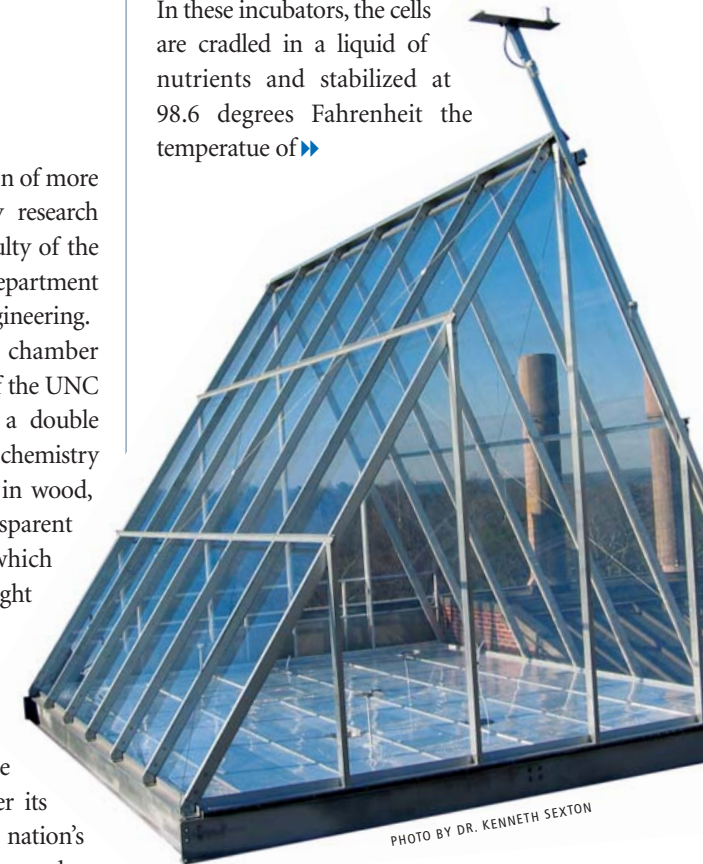 n of more
y research
ulty of the
epartment
gineering.
chamber
f the UNC
a double
chemistry
in wood,
sparent
which
ght
e
er its
nation's
In these incubators, the cells
are cradled in a liquid of
nutrients and stabilized at
98.6 degrees Fahrenheit the
temperatue of
PHOTO BY DR. KENNETH SEXTON